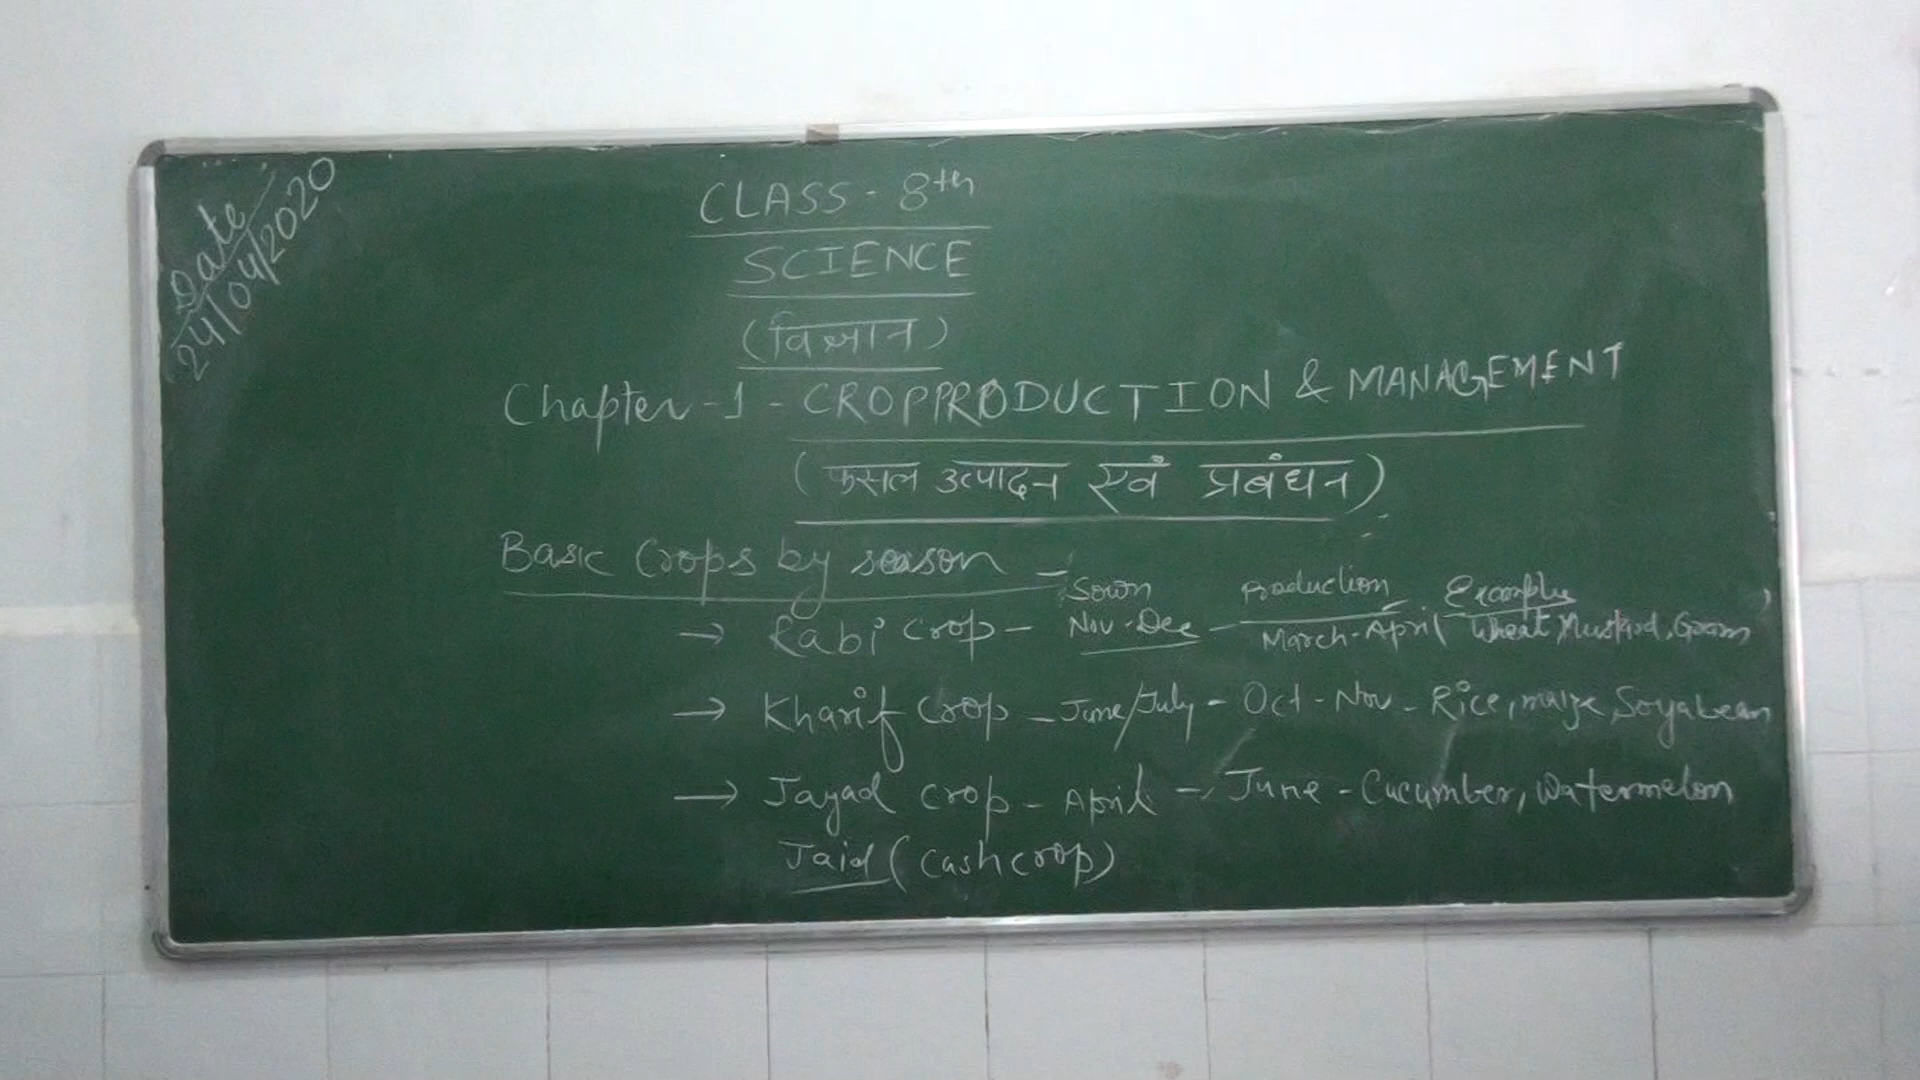 Date
24/04/2020
CLASS - 8th
SCIENCE
(विज्ञान)
Chapter - 1 - CROPPRODUCTION & MANAGEMENT
(फसल उत्पादन एवं प्रबंधन)
Basic Crops by season -
Sown production Example
→ Rabi Crop - Nov - Dec - March - April Wheat, Mustard, Gram
→ Kharif Crop - June/July - Oct - Nov - Rice, maize, Soyabean
→ Jayad Crop - April - June - Cucumber, Watermelon
Jaid (Cash crop)